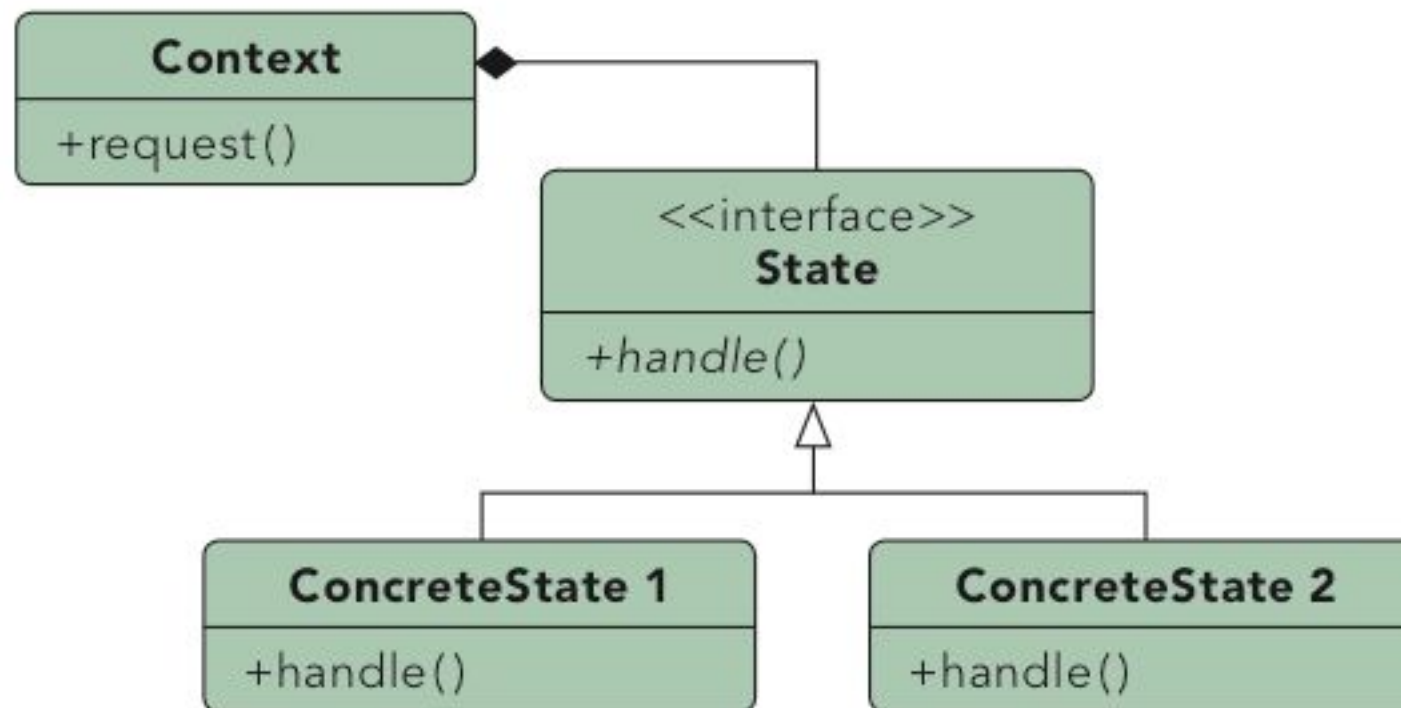 Context
+request()
<<interface>>
State
+handle()
ConcreteState 1
+handle()
ConcreteState 2
+handle()